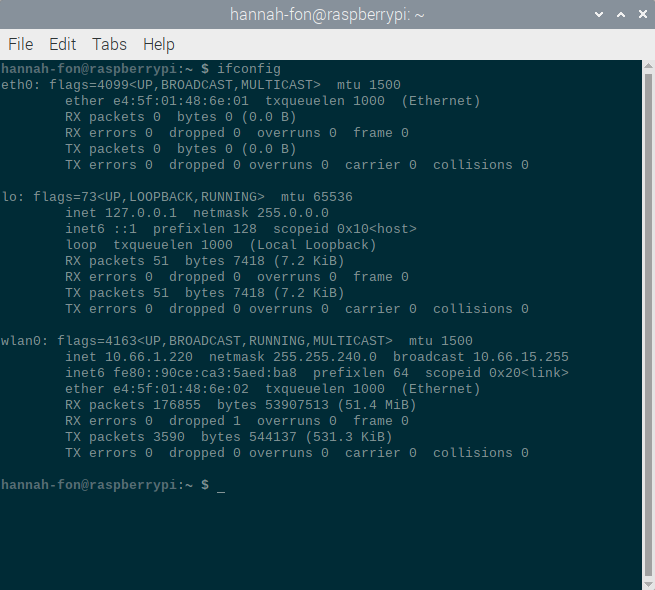 hannah-fon@raspberrypi: ~
File Edit Tabs Help
hannah-fon@raspberrypi:~ $ ifconfig
eth0: flags=4099<UP,BROADCAST,MULTICAST>  mtu 1500
        ether e4:5f:01:48:6e:01  txqueuelen 1000  (Ethernet)
        RX packets 0  bytes 0 (0.0 B)
        RX errors 0  dropped 0  overruns 0  frame 0
        TX packets 0  bytes 0 (0.0 B)
        TX errors 0  dropped 0 overruns 0  carrier 0  collisions 0

lo: flags=73<UP,LOOPBACK,RUNNING>  mtu 65536
        inet 127.0.0.1  netmask 255.0.0.0
        inet6 ::1  prefixlen 128  scopeid 0x10<host>
        loop  txqueuelen 1000  (Local Loopback)
        RX packets 51  bytes 7418 (7.2 KiB)
        RX errors 0  dropped 0  overruns 0  frame 0
        TX packets 51  bytes 7418 (7.2 KiB)
        TX errors 0  dropped 0 overruns 0  carrier 0  collisions 0

wlan0: flags=4163<UP,BROADCAST,RUNNING,MULTICAST>  mtu 1500
        inet 10.66.1.220  netmask 255.255.240.0  broadcast 10.66.15.255
        inet6 fe80::90ce:ca3:5aed:ba8  prefixlen 64  scopeid 0x20<link>
        ether e4:5f:01:48:6e:02  txqueuelen 1000  (Ethernet)
        RX packets 176855  bytes 53907513 (51.4 MiB)
        RX errors 0  dropped 1  overruns 0  frame 0
        TX packets 3590  bytes 544137 (531.3 KiB)
        TX errors 0  dropped 0 overruns 0  carrier 0  collisions 0

hannah-fon@raspberrypi:~ $ _